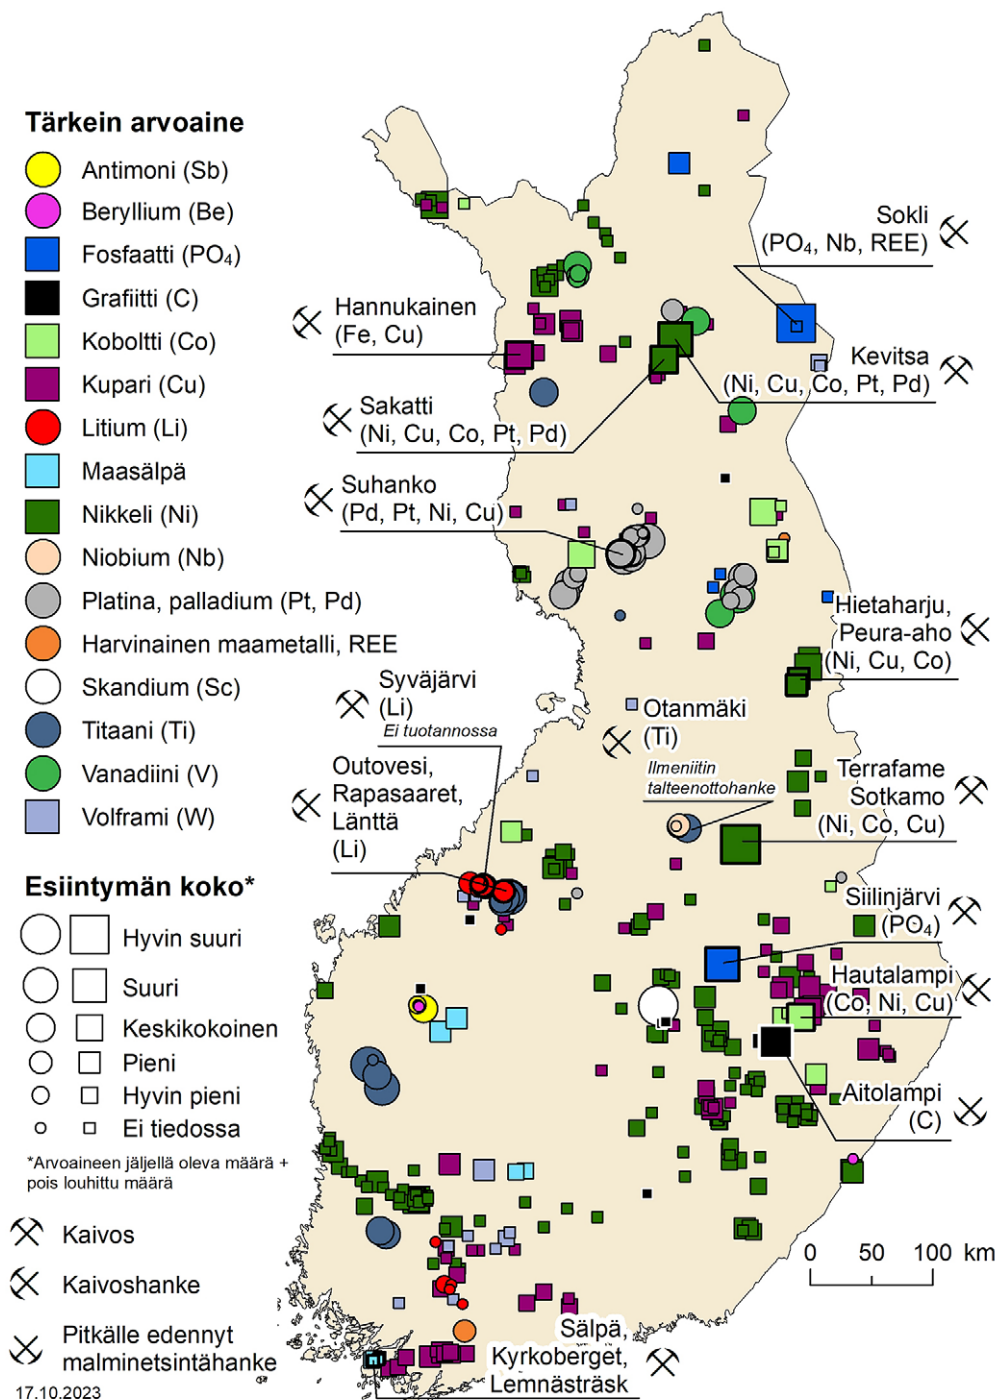 Tärkein arvoaine
Antimoni (Sb)
Beryllium (Be)
Fosfaatti (PO₄)
Grafiitti (C)
Koboltti (Co)
Kupari (Cu)
Litium (Li)
Maasälpä
Nikkeli (Ni)
Niobium (Nb)
Platina, palladium (Pt, Pd)
Harvinainen maametalli, REE
Skandium (Sc)
Titaani (Ti)
Vanadiini (V)
Volframi (W)
Esiintymän koko*
Hyvin suuri
Suuri
Keskikokoinen
Pieni
Hyvin pieni
Ei tiedossa
*Arvoaineen jäljellä oleva määrä +
pois louhittu määrä
Kaivos
Kaivoshanke
Pitkälle edennyt
malminetsintähanke
17.10.2023
Sokli
(PO₄, Nb, REE)
Hannukainen
(Fe, Cu)
Kevitsa
(Ni, Cu, Co, Pt, Pd)
Sakatti
(Ni, Cu, Co, Pt, Pd)
Suhanko
(Pd, Pt, Ni, Cu)
Hietaharju,
Peura-aho
(Ni, Cu, Co)
Syväjärvi
(Li)
Ei tuotannossa
Otanmäki
(Ti)
Ilmeniitin
talteenottohanke
Outovesi,
Rapasaaret,
Länttä
(Li)
Terrafame
Sotkamo
(Ni, Co, Cu)
Siilinjärvi
(PO₄)
Hautalampi
(Co, Ni, Cu)
Aitolampi
(C)
0 50 100 km
Sälpä,
Kyrkoberget,
Lemnästräsk